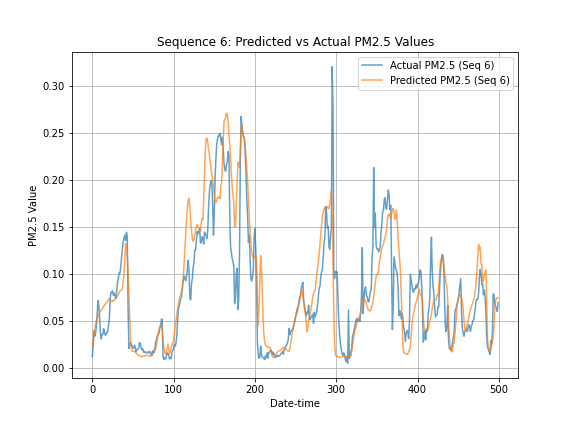 Sequence 6: Predicted vs Actual PM2.5 Values
Actual PM2.5 (Seq 6)
Predicted PM2.5 (Seq 6)
PM2.5 Value
0.30
0.25
0.20
0.15
0.10
0.05
0.00
0 100 200 300 400 500
Date-time